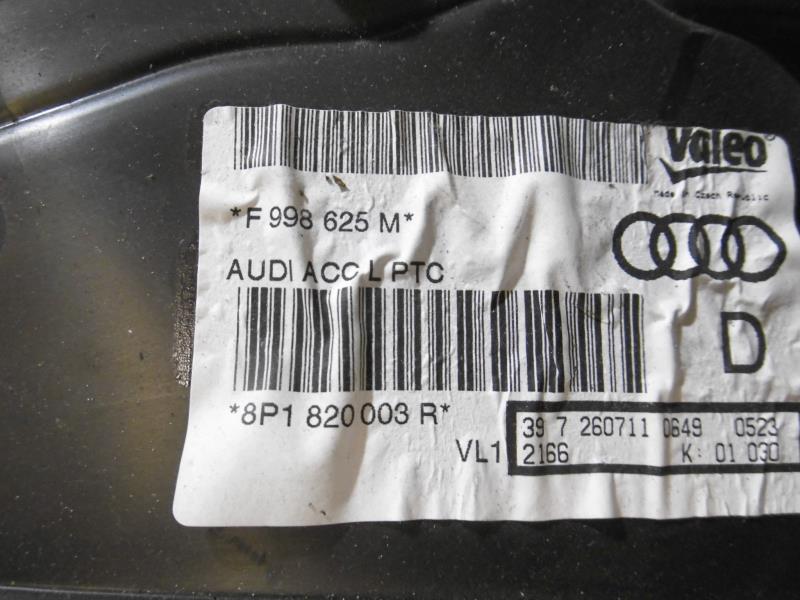 Valeo
Made in Czech Republic
*F 998 625 M*
AUDI ACC L PTC
D
*8P1 820 003 R*
VL1
39 7 260711 0649 0523
2166 K: 01 030